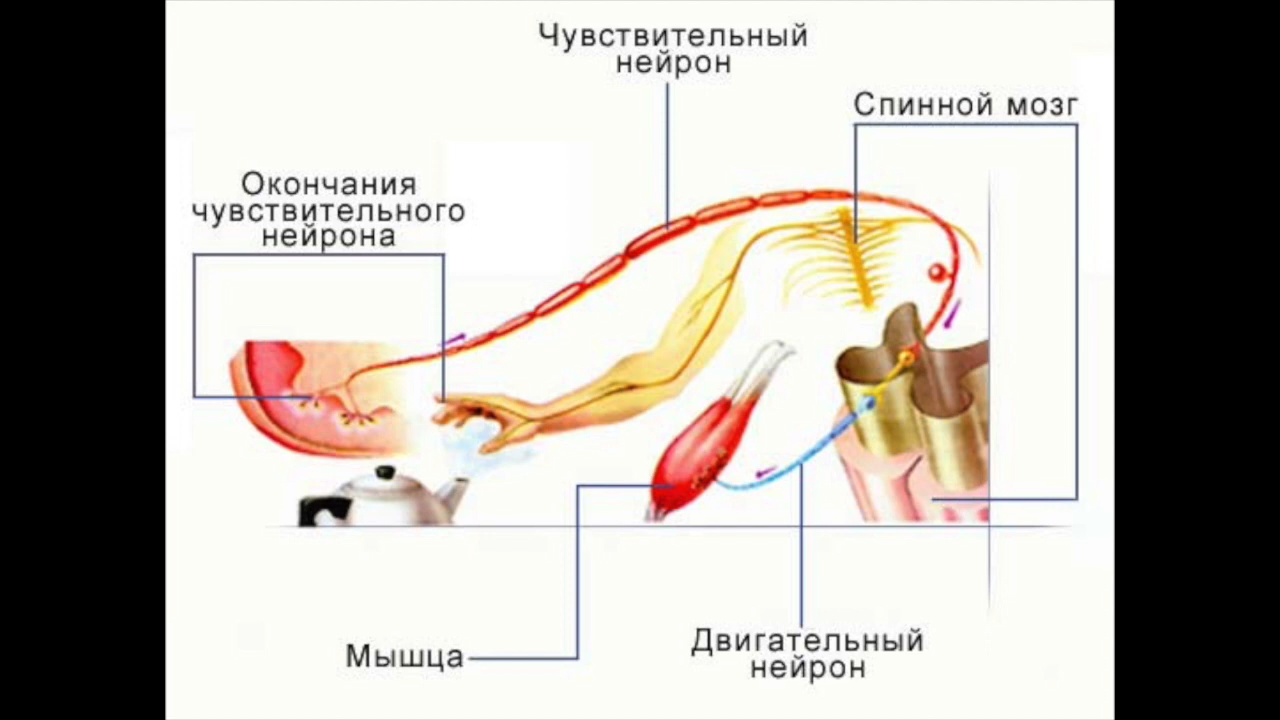 Чувствительный
нейрон
Спинной мозг
Окончания
чувствительного
нейрона
Мышца
Двигательный
нейрон